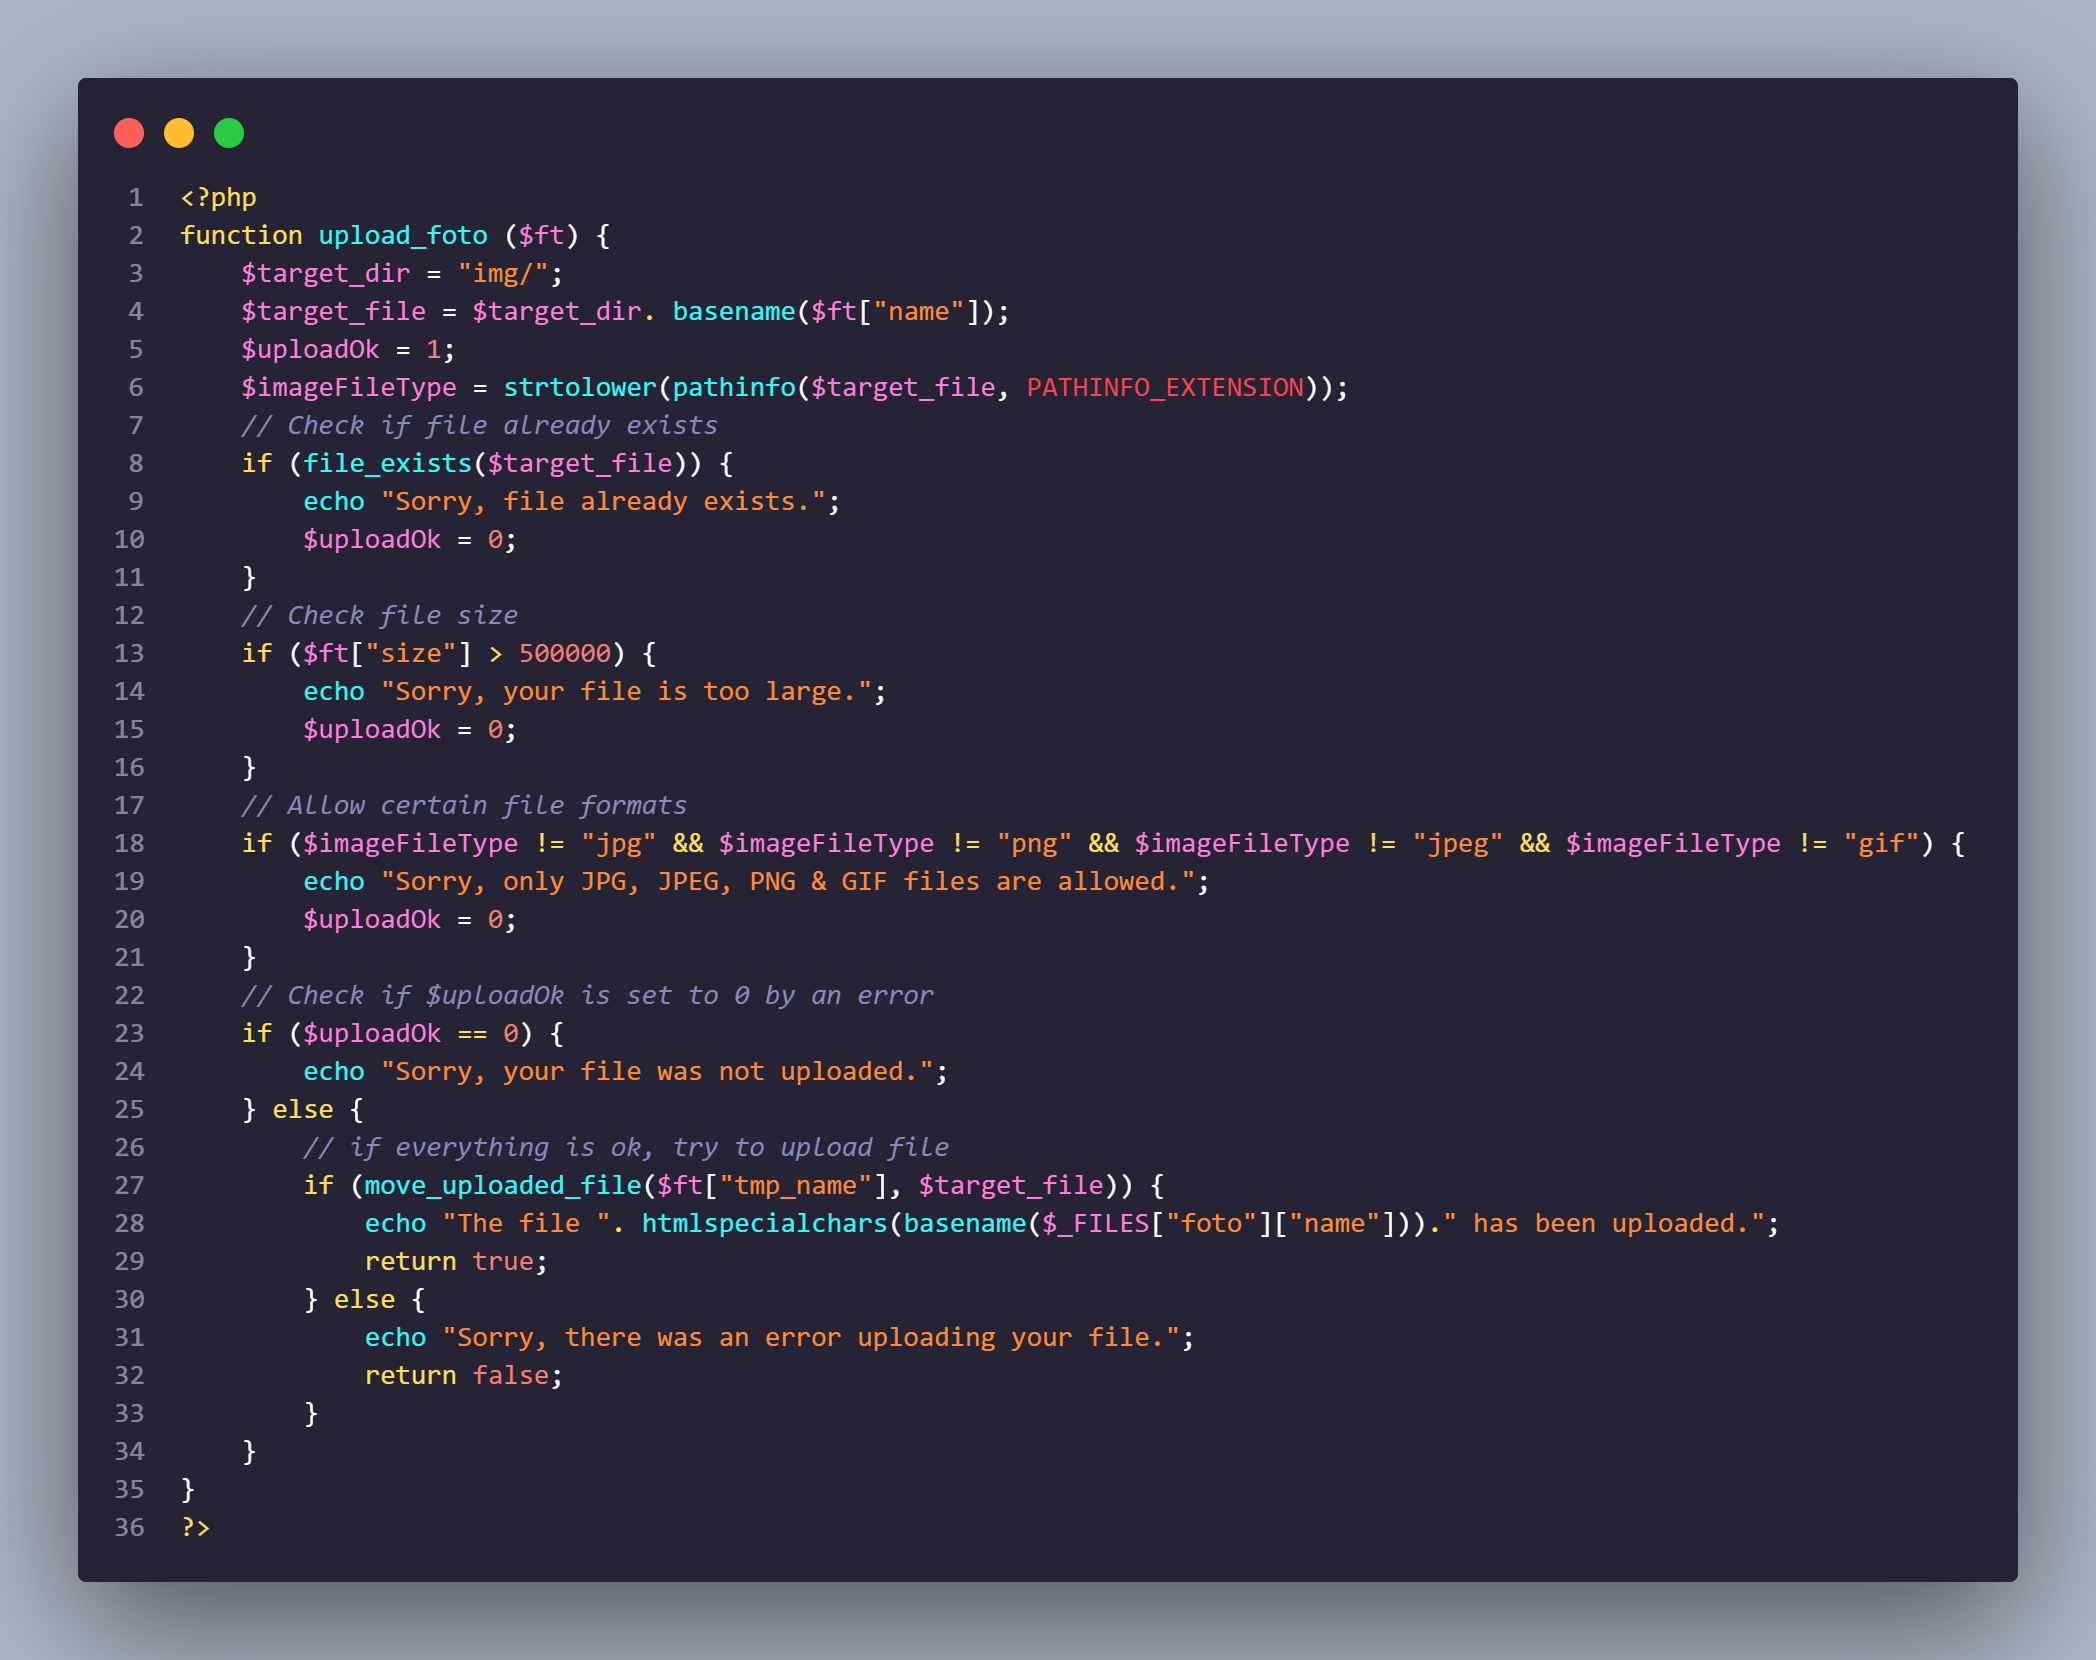 1 <?php
2 function upload_foto ($ft) {
3     $target_dir = "img/";
4     $target_file = $target_dir. basename($ft["name"]);
5     $uploadOk = 1;
6     $imageFileType = strtolower(pathinfo($target_file, PATHINFO_EXTENSION));
7     // Check if file already exists
8     if (file_exists($target_file)) {
9         echo "Sorry, file already exists.";
10         $uploadOk = 0;
11     }
12     // Check file size
13     if ($ft["size"] > 500000) {
14         echo "Sorry, your file is too large.";
15         $uploadOk = 0;
16     }
17     // Allow certain file formats
18     if ($imageFileType != "jpg" && $imageFileType != "png" && $imageFileType != "jpeg" && $imageFileType != "gif") {
19         echo "Sorry, only JPG, JPEG, PNG & GIF files are allowed.";
20         $uploadOk = 0;
21     }
22     // Check if $uploadOk is set to 0 by an error
23     if ($uploadOk == 0) {
24         echo "Sorry, your file was not uploaded.";
25     } else {
26         // if everything is ok, try to upload file
27         if (move_uploaded_file($ft["tmp_name"], $target_file)) {
28             echo "The file ". htmlspecialchars(basename($_FILES["foto"]["name"]))." has been uploaded.";
29             return true;
30         } else {
31             echo "Sorry, there was an error uploading your file.";
32             return false;
33         }
34     }
35 }
36 ?>